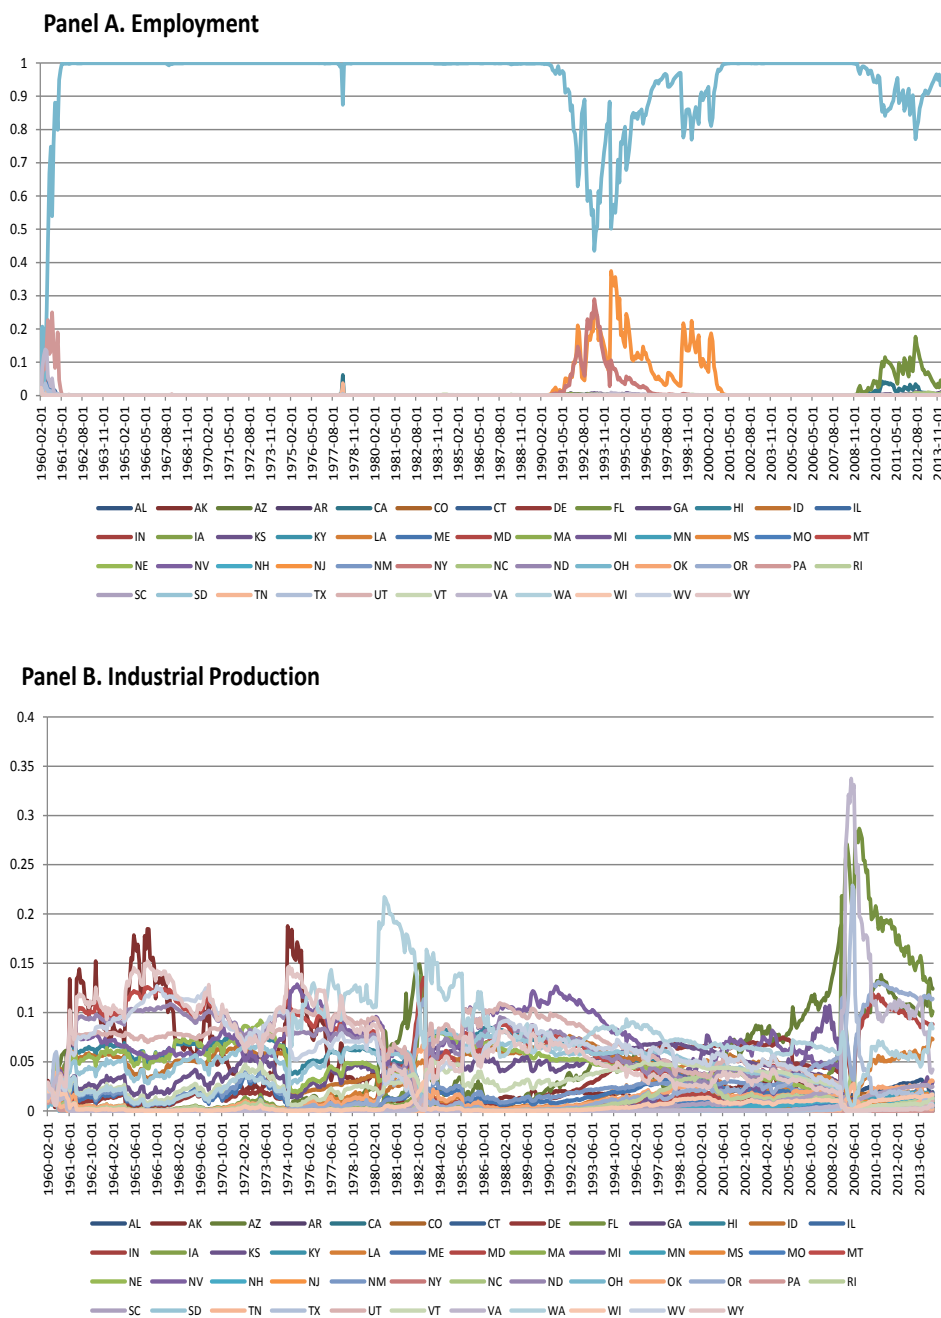 Panel A. Employment
1
0.9
0.8
0.7
0.6
0.5
0.4
0.3
0.2
0.1
0
1960-02-01 1961-05-01 1962-08-01 1963-11-01 1965-02-01 1966-05-01 1967-08-01 1968-11-01 1970-02-01 1971-05-01 1972-08-01 1973-11-01 1975-02-01 1976-05-01 1977-08-01 1978-11-01 1980-02-01 1981-05-01 1982-08-01 1983-11-01 1985-02-01 1986-05-01 1987-08-01 1988-11-01 1990-02-01 1991-05-01 1992-08-01 1993-11-01 1995-02-01 1996-05-01 1997-08-01 1998-11-01 2000-02-01 2001-05-01 2002-08-01 2003-11-01 2005-02-01 2006-05-01 2007-08-01 2008-11-01 2010-02-01 2011-05-01 2012-08-01 2013-11-01
AL AK AZ AR CA CO CT DE FL GA HI ID IL
IN IA KS KY LA ME MD MA MI MN MS MO MT
NE NV NH NJ NM NY NC ND OH OK OR PA RI
SC SD TN TX UT VT VA WA WI WV WY
Panel B. Industrial Production
0.4
0.35
0.3
0.25
0.2
0.15
0.1
0.05
0
1960-02-01 1961-06-01 1962-10-01 1964-02-01 1965-06-01 1966-10-01 1968-02-01 1969-06-01 1970-10-01 1972-02-01 1973-06-01 1974-10-01 1976-02-01 1977-06-01 1978-10-01 1980-02-01 1981-06-01 1982-10-01 1984-02-01 1985-06-01 1986-10-01 1988-02-01 1989-06-01 1990-10-01 1992-02-01 1993-06-01 1994-10-01 1996-02-01 1997-06-01 1998-10-01 2000-02-01 2001-06-01 2002-10-01 2004-02-01 2005-06-01 2006-10-01 2008-02-01 2009-06-01 2010-10-01 2012-02-01 2013-06-01
AL AK AZ AR CA CO CT DE FL GA HI ID IL
IN IA KS KY LA ME MD MA MI MN MS MO MT
NE NV NH NJ NM NY NC ND OH OK OR PA RI
SC SD TN TX UT VT VA WA WI WV WY